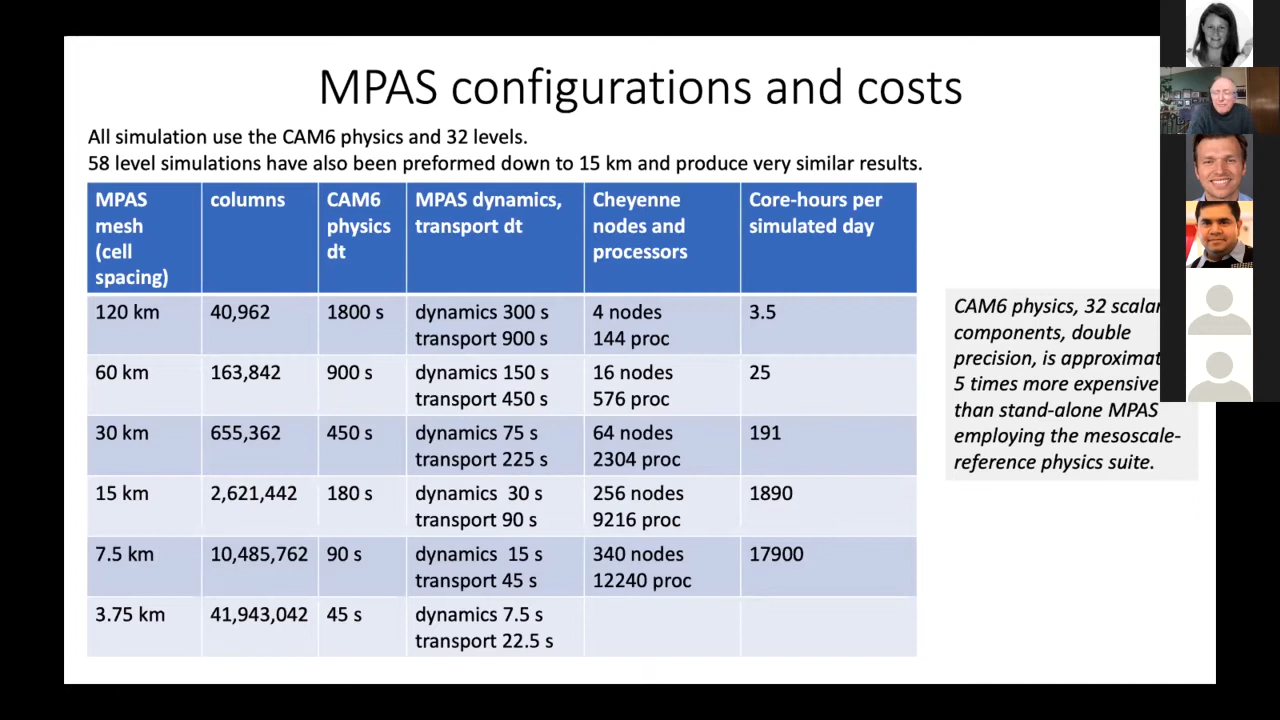 MPAS configurations and costs
All simulation use the CAM6 physics and 32 levels.
58 level simulations have also been preformed down to 15 km and produce very similar results.
MPAS mesh (cell spacing) columns CAM6 physics dt MPAS dynamics, transport dt Cheyenne nodes and processors Core-hours per simulated day
120 km 40,962 1800 s dynamics 300 s transport 900 s 4 nodes 144 proc 3.5
60 km 163,842 900 s dynamics 150 s transport 450 s 16 nodes 576 proc 25
30 km 655,362 450 s dynamics 75 s transport 225 s 64 nodes 2304 proc 191
15 km 2,621,442 180 s dynamics 30 s transport 90 s 256 nodes 9216 proc 1890
7.5 km 10,485,762 90 s dynamics 15 s transport 45 s 340 nodes 12240 proc 17900
3.75 km 41,943,042 45 s dynamics 7.5 s transport 22.5 s
CAM6 physics, 32 scalar
components, double
precision, is
5 times more expensive
than stand-alone MPAS
employing the mesoscale-
reference physics suite.